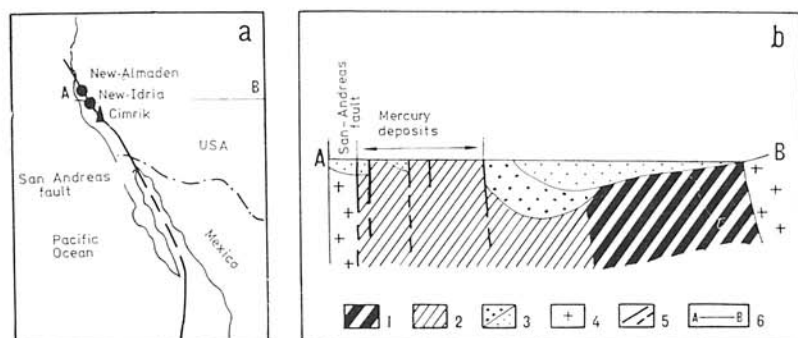 a
New-Almaden
A
New-Idria
B
Cimrik
USA
San Andreas
fault
Pacific
Ocean
Mexico
b
San-Andreas
fault
Mercury
deposits
A
B
1
2
3
+ 4
5
A B 6